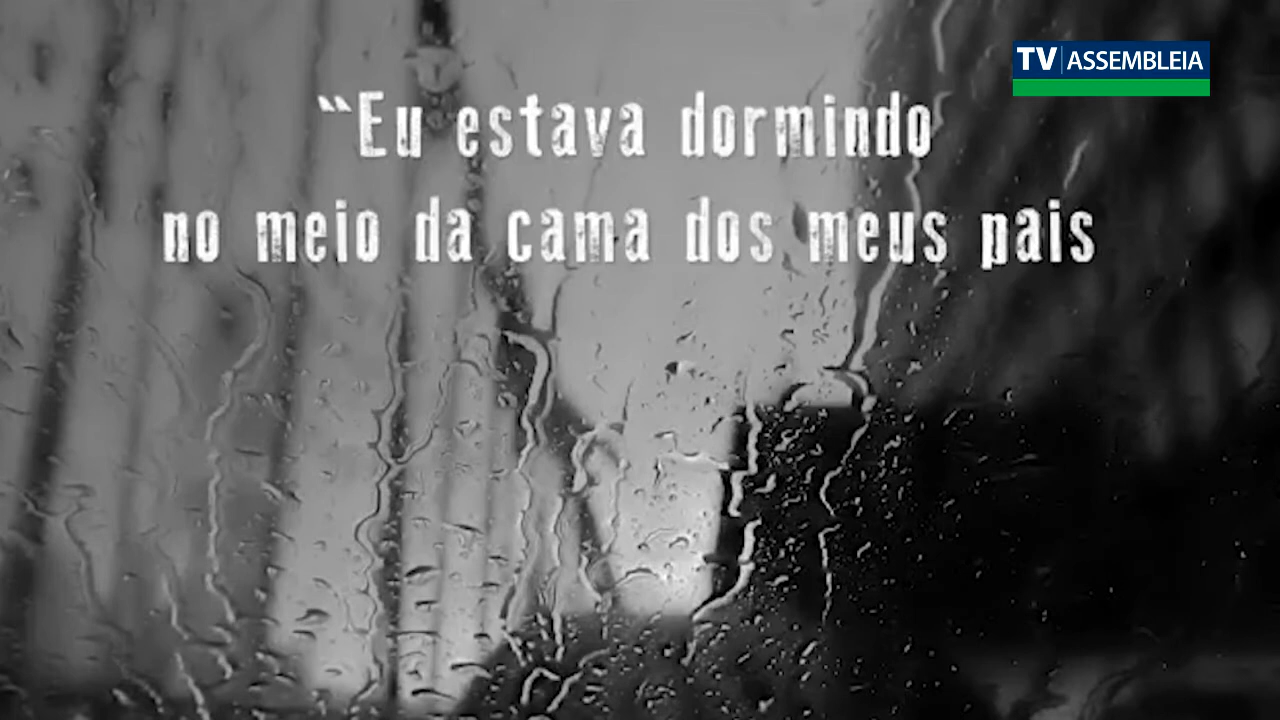 TV ASSEMBLEIA
“Eu estava dormindo
no meio da cama dos meus pais